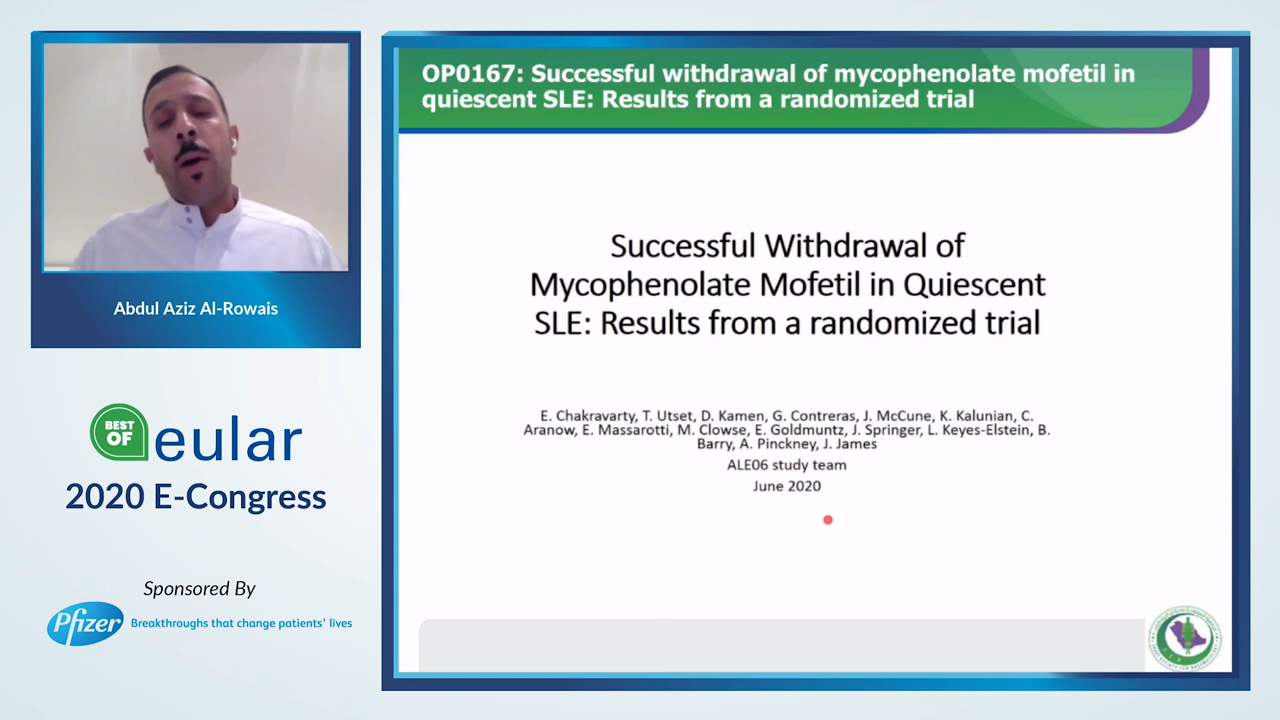 Abdul Aziz Al-Rowais
BEST
OF
eular
2020 E-Congress
Sponsored By
Pfizer
Breakthroughs that change patients' lives
OP0167: Successful withdrawal of mycophenolate mofetil in
quiescent SLE: Results from a randomized trial
Successful Withdrawal of
Mycophenolate Mofetil in Quiescent
SLE: Results from a randomized trial
E. Chakravarty, T. Utset, D. Kamen, G. Contreras, J. McCune, K. Kalunian, C.
Aranow, E. Massarotti, M. Clowse, E. Goldmuntz, J. Springer, L. Keyes-Elstein, B.
Barry, A. Pinckney, J. James
ALE06 study team
June 2020